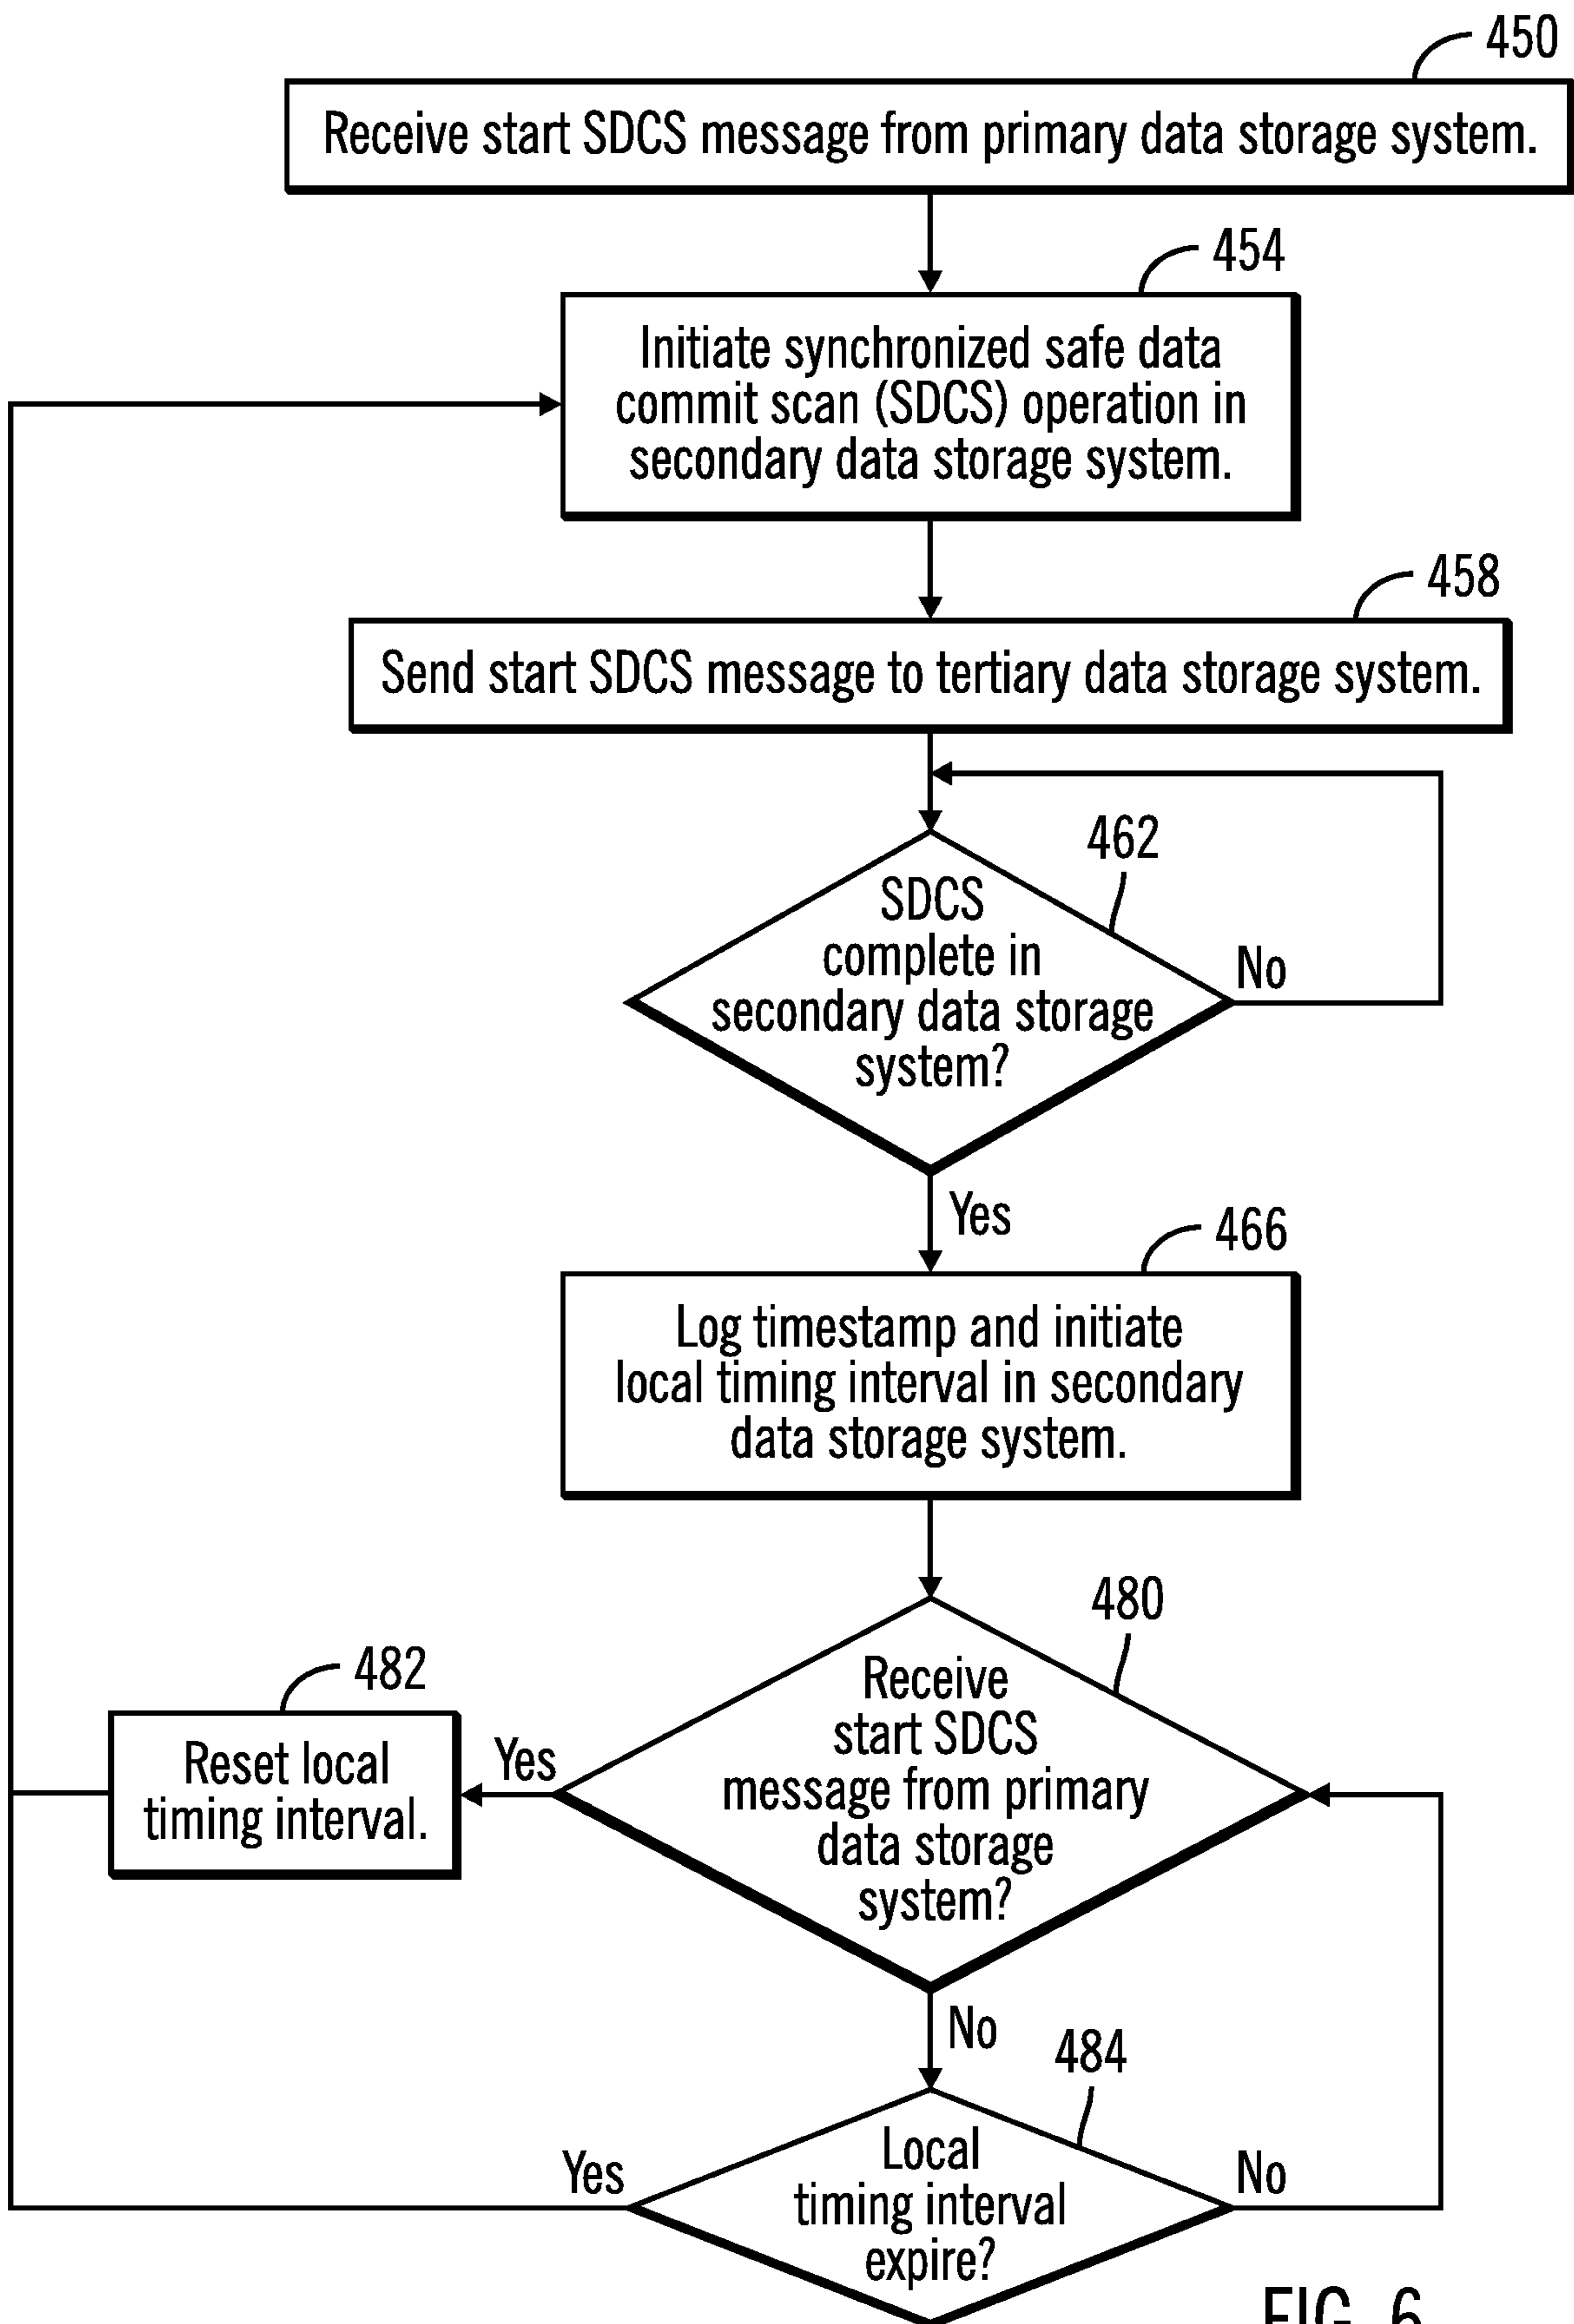 450
Receive start SDCS message from primary data storage system.
454
Initiate synchronized safe data
commit scan (SDCS) operation in
secondary data storage system.
458
Send start SDCS message to tertiary data storage system.
462
SDCS
complete in
secondary data storage
system?
No
Yes
466
Log timestamp and initiate
local timing interval in secondary
data storage system.
480
482
Receive
start SDCS
message from primary
data storage
system?
Yes
Reset local
timing interval.
No
484
Local
timing interval
expire?
Yes
No
FIG. 6